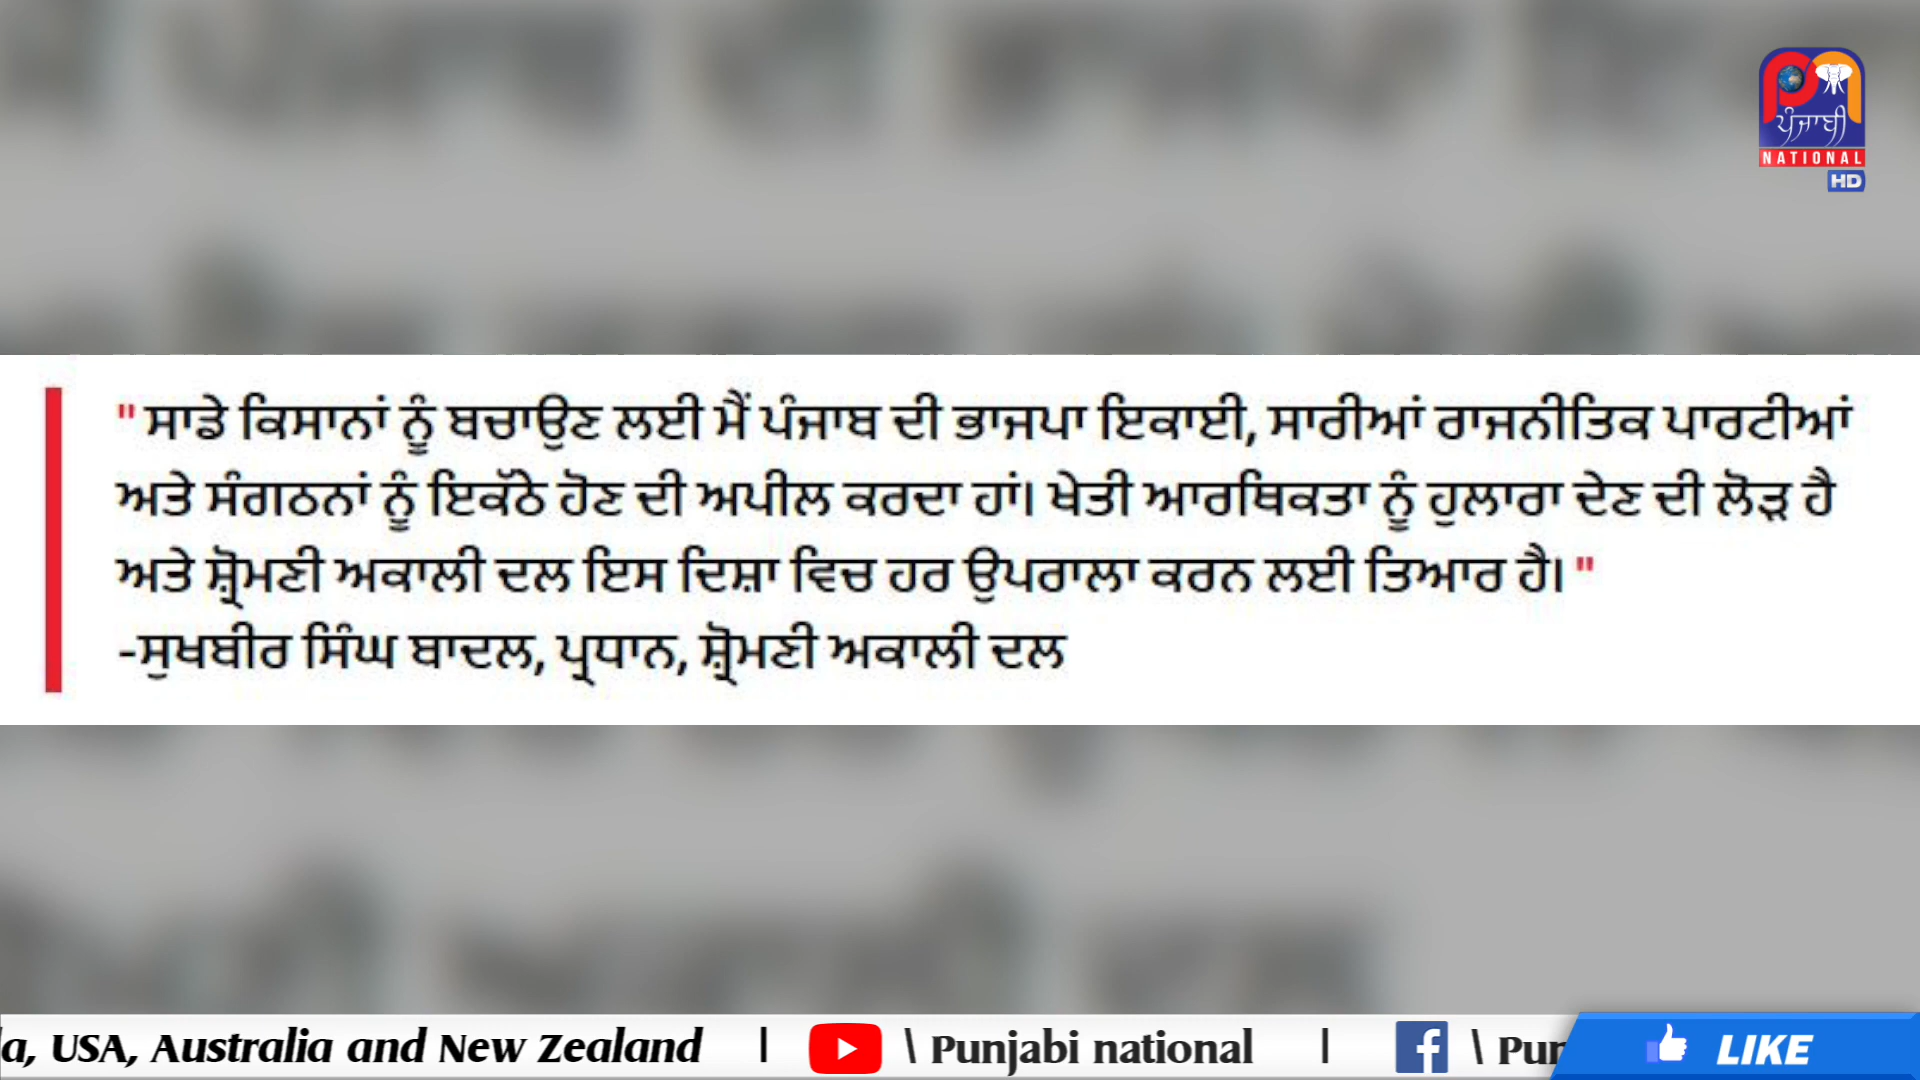 ਪੰਜਾਬੀ
NATIONAL
HD
" ਸਾਡੇ ਕਿਸਾਨਾਂ ਨੂੰ ਬਚਾਉਣ ਲਈ ਮੈਂ ਪੰਜਾਬ ਦੀ ਭਾਜਪਾ ਇਕਾਈ, ਸਾਰੀਆਂ ਰਾਜਨੀਤਿਕ ਪਾਰਟੀਆਂ
ਅਤੇ ਸੰਗਠਨਾਂ ਨੂੰ ਇਕੱਠੇ ਹੋਣ ਦੀ ਅਪੀਲ ਕਰਦਾ ਹਾਂ। ਖੇਤੀ ਆਰਥਿਕਤਾ ਨੂੰ ਹੁਲਾਰਾ ਦੇਣ ਦੀ ਲੋੜ ਹੈ
ਅਤੇ ਸ਼੍ਰੋਮਣੀ ਅਕਾਲੀ ਦਲ ਇਸ ਦਿਸ਼ਾ ਵਿਚ ਹਰ ਉਪਰਾਲਾ ਕਰਨ ਲਈ ਤਿਆਰ ਹੈ। "
-ਸੁਖਬੀਰ ਸਿੰਘ ਬਾਦਲ, ਪ੍ਰਧਾਨ, ਸ਼੍ਰੋਮਣੀ ਅਕਾਲੀ ਦਲ
a, USA, Australia and New Zealand | \ Punjabi national | \ Pun LIKE